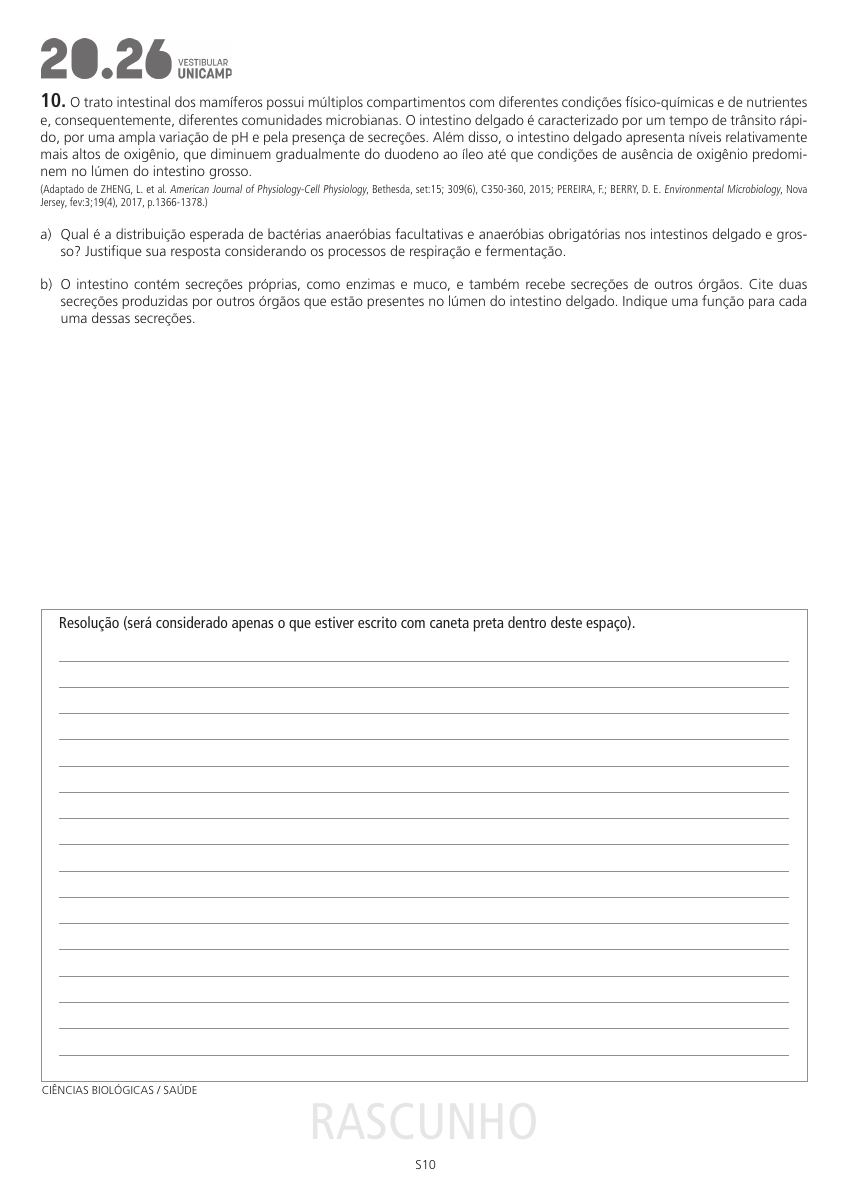 20.26 VESTIBULAR
UNICAMP
10. O trato intestinal dos mamíferos possui múltiplos compartimentos com diferentes condições físico-químicas e de nutrientes
e, consequentemente, diferentes comunidades microbianas. O intestino delgado é caracterizado por um tempo de trânsito rápi-
do, por uma ampla variação de pH e pela presença de secreções. Além disso, o intestino delgado apresenta níveis relativamente
mais altos de oxigênio, que diminuem gradualmente do duodeno ao íleo até que condições de ausência de oxigênio predomi-
nem no lúmen do intestino grosso.
(Adaptado de ZHENG, L. et al. American Journal of Physiology-Cell Physiology, Bethesda, set:15; 309(6), C350-360, 2015; PEREIRA, F.; BERRY, D. E. Environmental Microbiology, Nova
Jersey, fev:3;19(4), 2017, p.1366-1378.)
a) Qual é a distribuição esperada de bactérias anaeróbias facultativas e anaeróbias obrigatórias nos intestinos delgado e gros-
so? Justifique sua resposta considerando os processos de respiração e fermentação.
b) O intestino contém secreções próprias, como enzimas e muco, e também recebe secreções de outros órgãos. Cite duas
secreções produzidas por outros órgãos que estão presentes no lúmen do intestino delgado. Indique uma função para cada
uma dessas secreções.
Resolução (será considerado apenas o que estiver escrito com caneta preta dentro deste espaço).
CIÊNCIAS BIOLÓGICAS / SAÚDE
RASCUNHO
S10